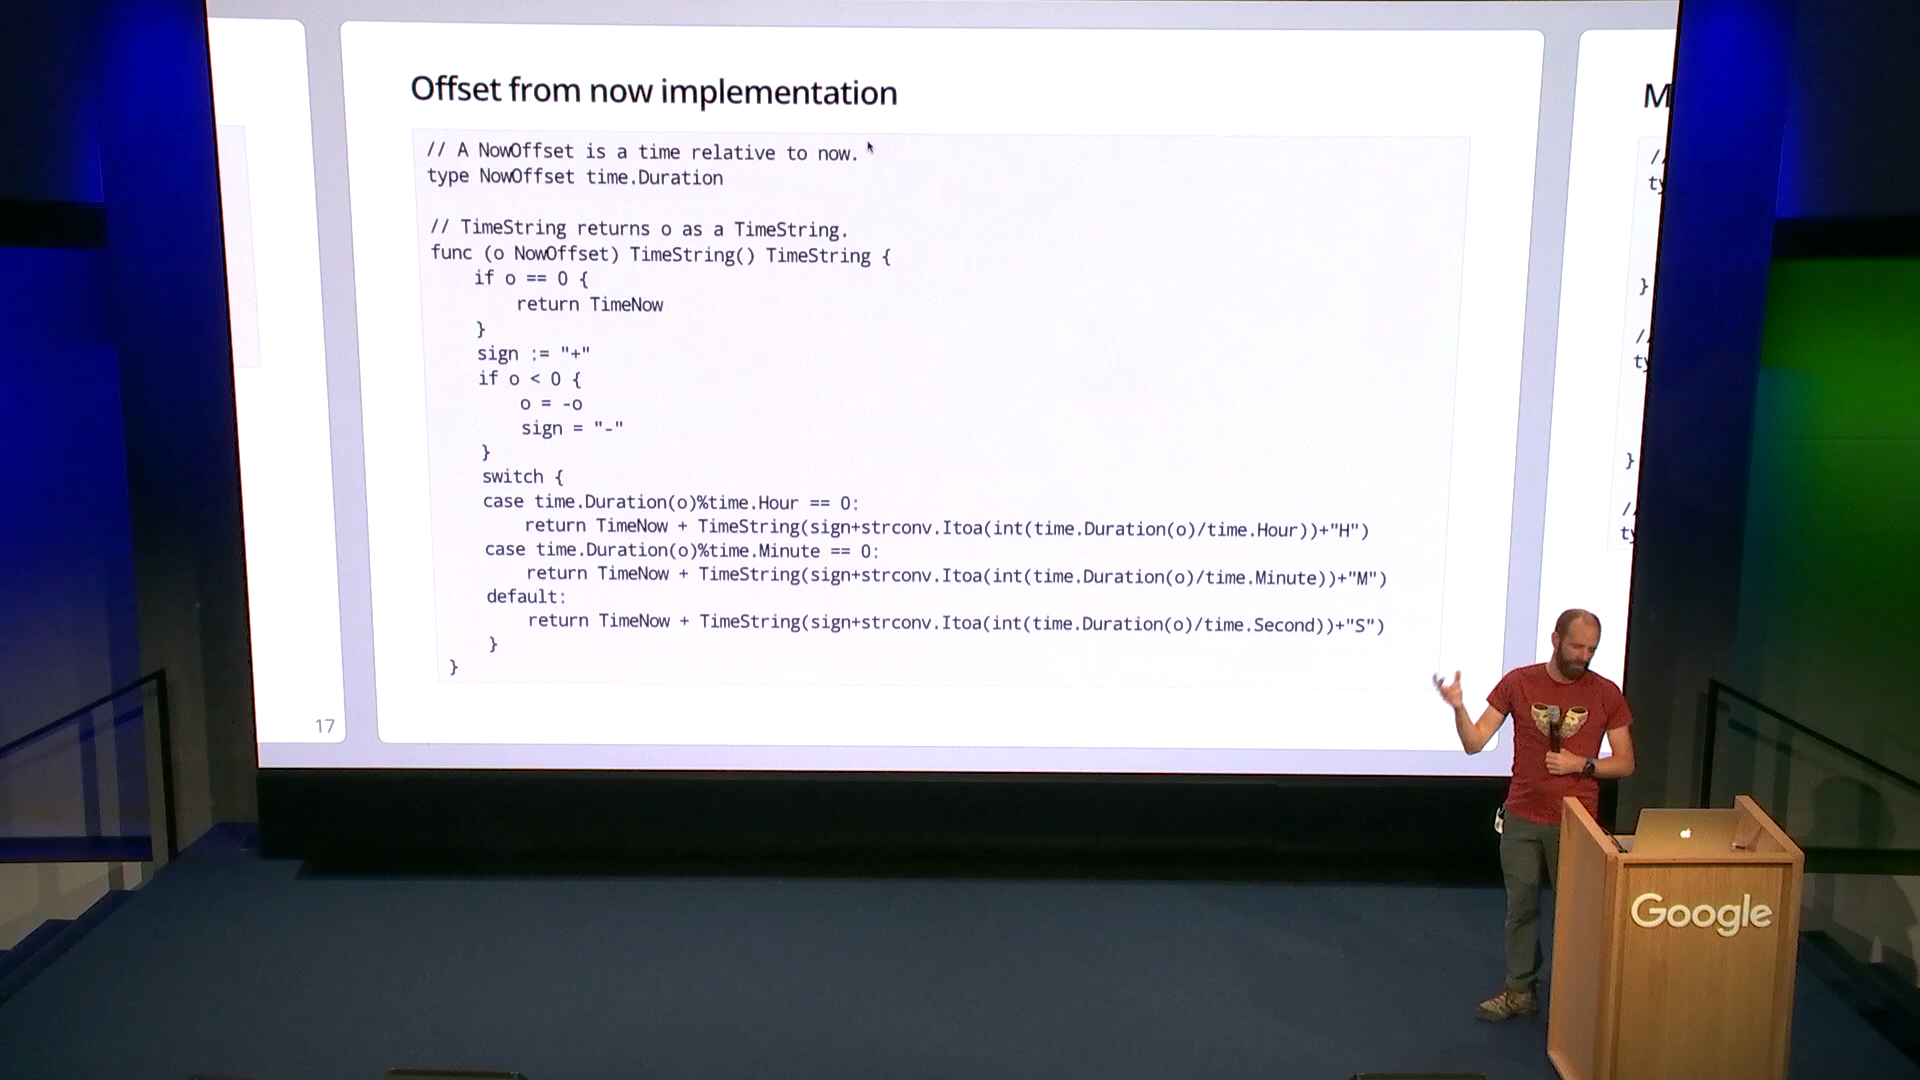 Offset from now implementation
// A NowOffset is a time relative to now.
type NowOffset time.Duration
// TimeString returns o as a TimeString.
func (o NowOffset) TimeString() TimeString {
if o == 0 {
return TimeNow
}
sign := "+"
if o < 0 {
o = -o
sign = "-"
}
switch {
case time.Duration(o)%time.Hour == 0:
return TimeNow + TimeString(sign+strconv.Itoa(int(time.Duration(o)/time.Hour))+"H")
case time.Duration(o)%time.Minute == 0:
return TimeNow + TimeString(sign+strconv.Itoa(int(time.Duration(o)/time.Minute))+"M")
default:
return TimeNow + TimeString(sign+strconv.Itoa(int(time.Duration(o)/time.Second))+"S")
}
}
17
M
//
ty
}
//
ty
}
//
ty
Google